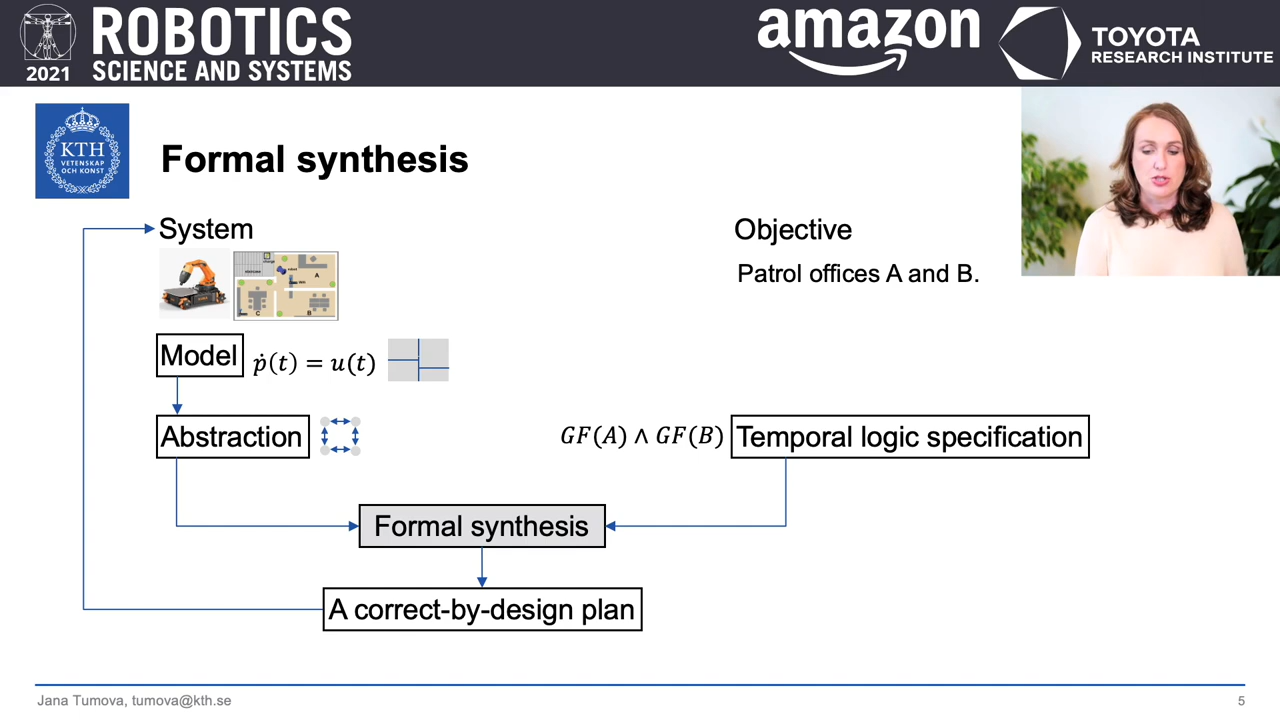 ROBOTICS
SCIENCE AND SYSTEMS
2021
amazon
TOYOTA
RESEARCH INSTITUTE
KTH
VETENSKAP
OCH KONST
Formal synthesis
System
Objective
Patrol offices A and B.
A
C
B
Model
ṗ(t) = u(t)
Abstraction
GF(A) ∧ GF(B)
Temporal logic specification
Formal synthesis
A correct-by-design plan
Jana Tumova, tumova@kth.se
5